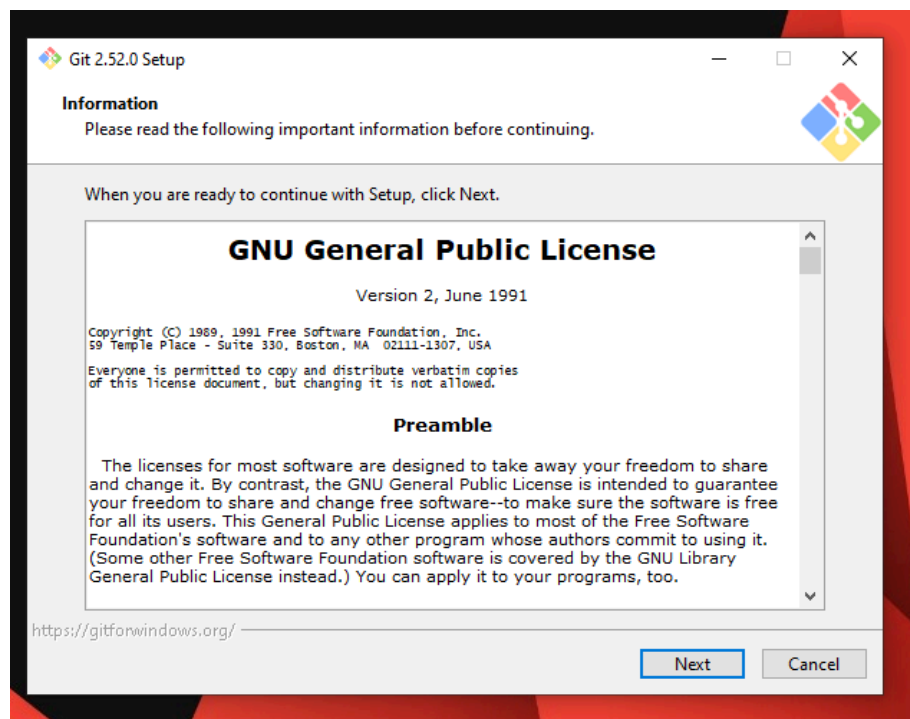 Git 2.52.0 Setup
Information
Please read the following important information before continuing.
When you are ready to continue with Setup, click Next.
GNU General Public License
Version 2, June 1991
Copyright (C) 1989, 1991 Free Software Foundation, Inc.
59 Temple Place - Suite 330, Boston, MA  02111-1307, USA
Everyone is permitted to copy and distribute verbatim copies
of this license document, but changing it is not allowed.
Preamble
The licenses for most software are designed to take away your freedom to share
and change it. By contrast, the GNU General Public License is intended to guarantee
your freedom to share and change free software--to make sure the software is free
for all its users. This General Public License applies to most of the Free Software
Foundation's software and to any other program whose authors commit to using it.
(Some other Free Software Foundation software is covered by the GNU Library
General Public License instead.) You can apply it to your programs, too.
https://gitforwindows.org/
Next
Cancel